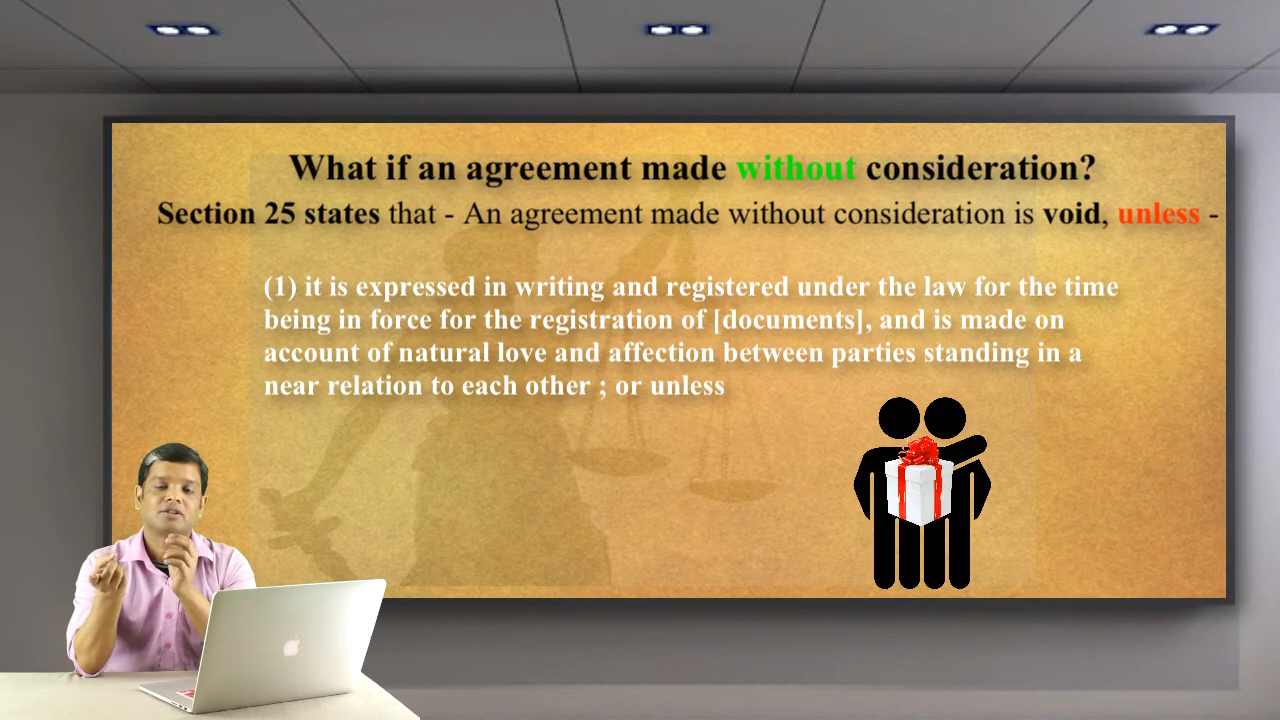 What if an agreement made without consideration?
Section 25 states that - An agreement made without consideration is void, unless -
(1) it is expressed in writing and registered under the law for the time
being in force for the registration of [documents], and is made on
account of natural love and affection between parties standing in a
near relation to each other ; or unless